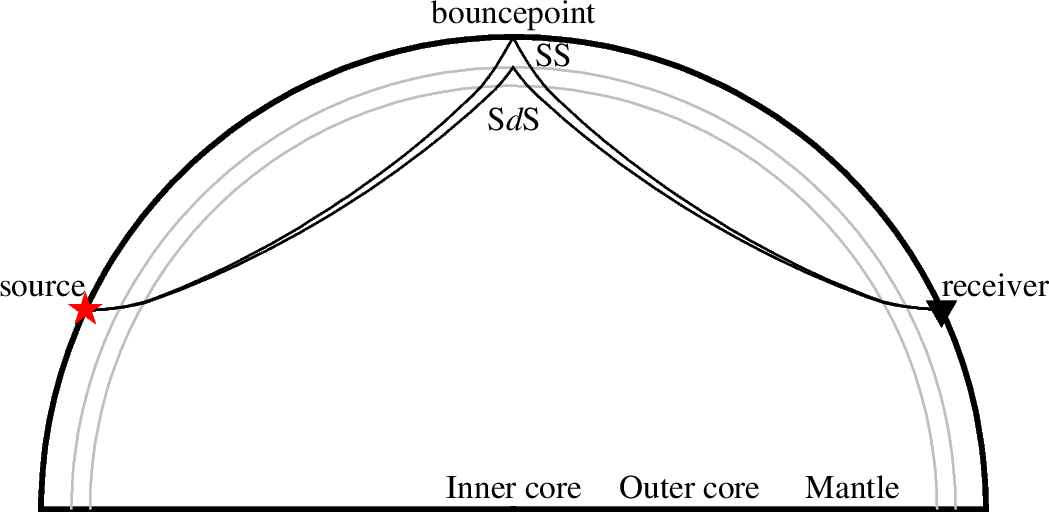 bouncepoint
SS
SdS
source
receiver
Inner core Outer core Mantle